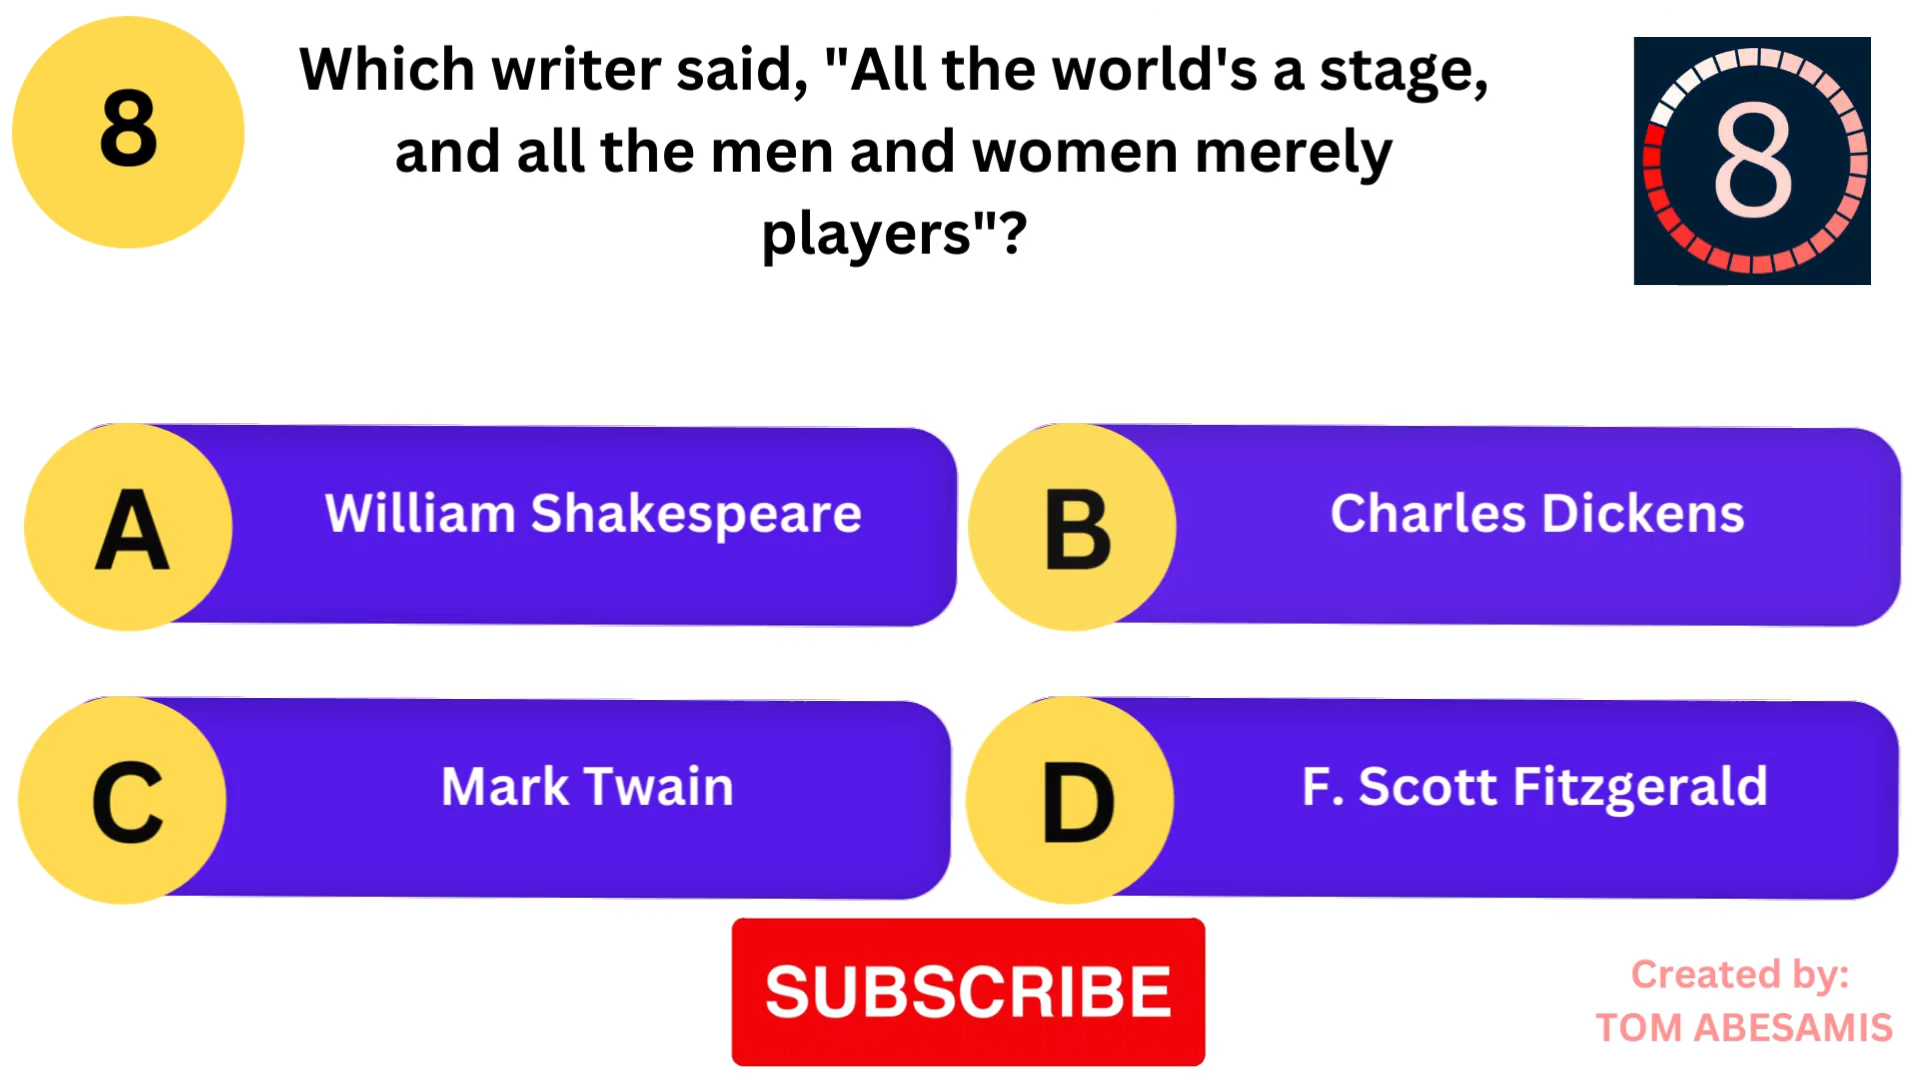 8
Which writer said, "All the world's a stage,
and all the men and women merely
players"?
8
A
William Shakespeare
B
Charles Dickens
C
Mark Twain
D
F. Scott Fitzgerald
SUBSCRIBE
Created by:
TOM ABESAMIS